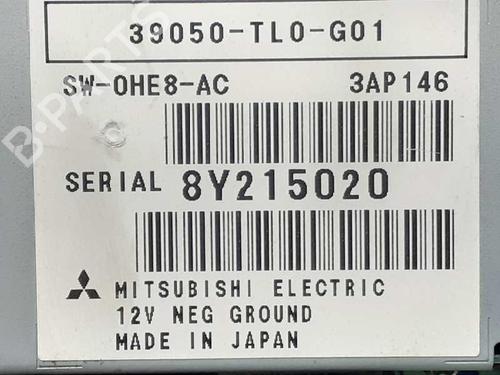 39050-TL0-G01
SW-0HE8-AC 3AP146
SERIAL 8Y215020
MITSUBISHI ELECTRIC
12V NEG GROUND
MADE IN JAPAN
B-PARTS